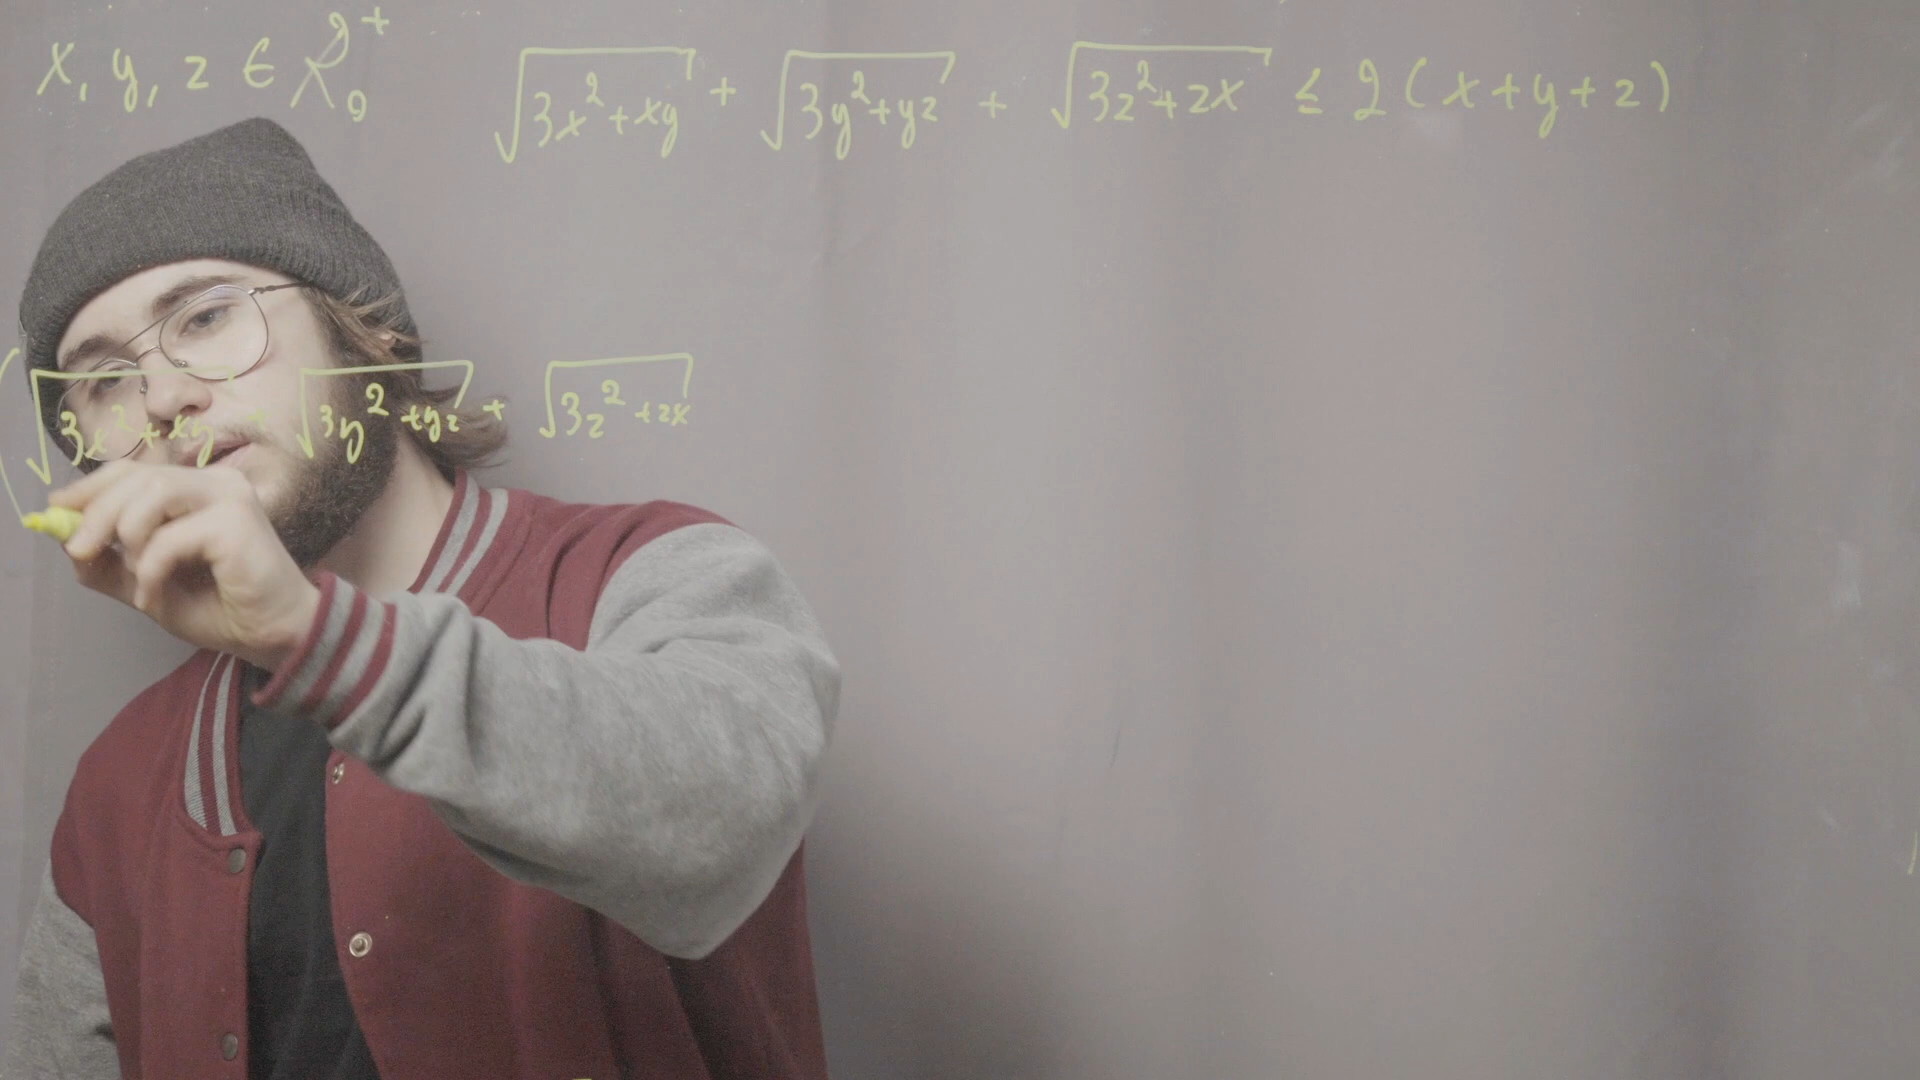 x, y, z ∈ ℝ₀⁺ √(3x²+xy) + √(3y²+yz) + √(3z²+zx) ≤ 2(x+y+z)
(√(3x²+xy) + √(3y²+yz) + √(3z²+zx)